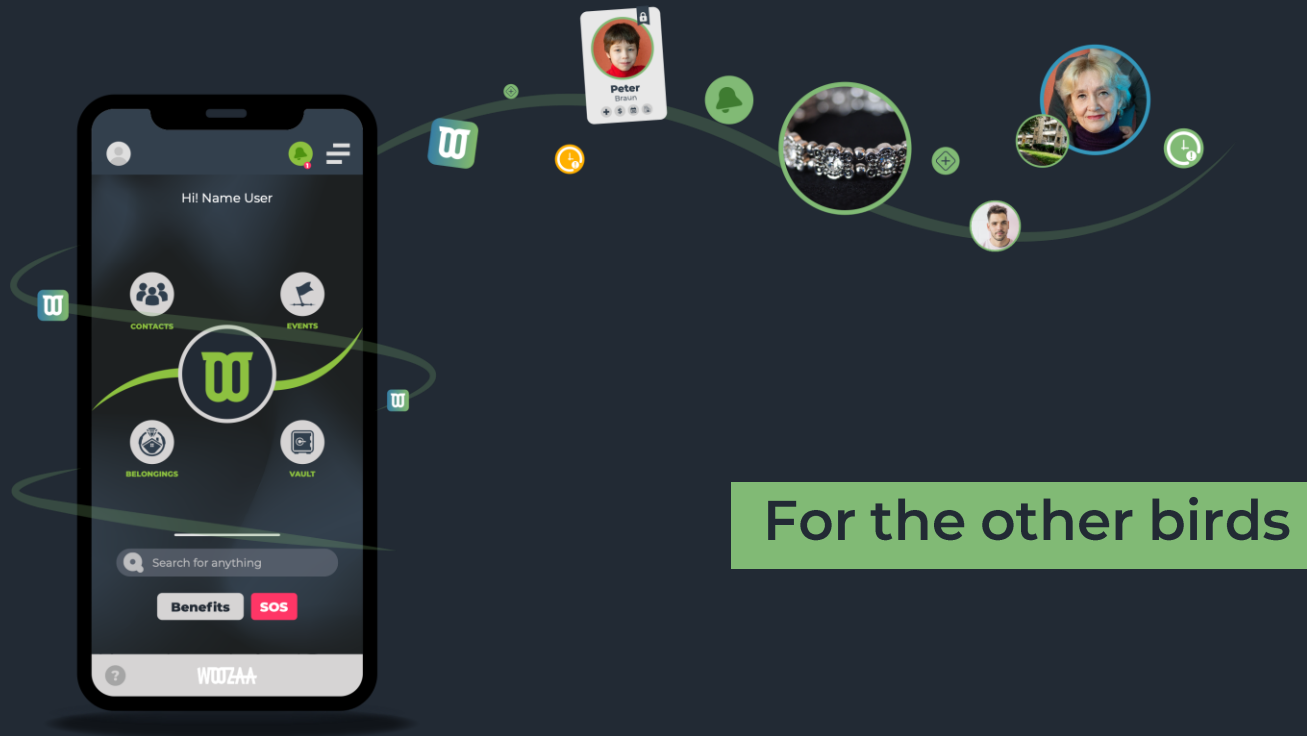 Peter
Braun
Hi! Name User
CONTACTS
EVENTS
BELONGINGS
VAULT
Search for anything
Benefits
SOS
?
WOOZAA
For the other birds